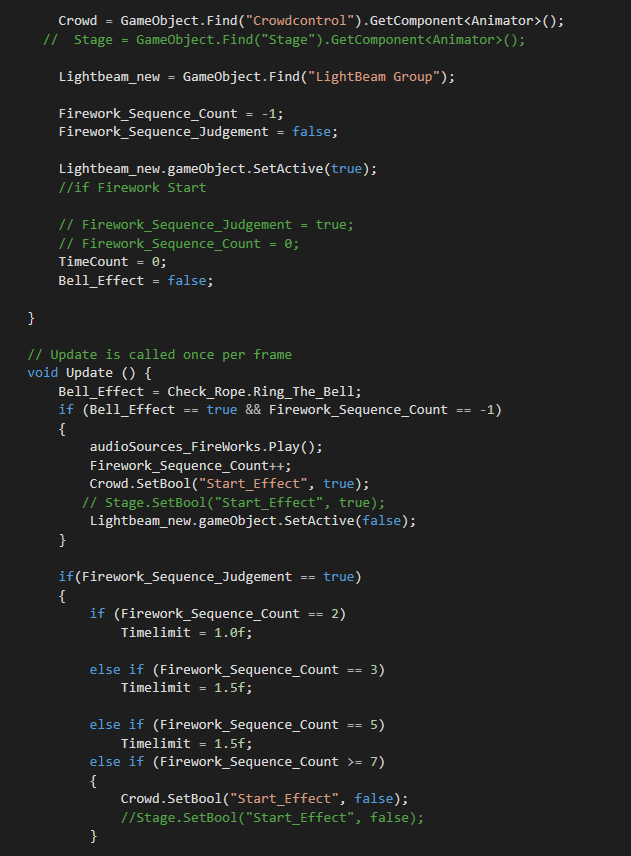 Crowd = GameObject.Find("Crowdcontrol").GetComponent<Animator>();
//  Stage = GameObject.Find("Stage").GetComponent<Animator>();
Lightbeam_new = GameObject.Find("LightBeam Group");
Firework_Sequence_Count = -1;
Firework_Sequence_Judgement = false;
Lightbeam_new.gameObject.SetActive(true);
//if Firework Start
// Firework_Sequence_Judgement = true;
// Firework_Sequence_Count = 0;
TimeCount = 0;
Bell_Effect = false;
}
// Update is called once per frame
void Update () {
Bell_Effect = Check_Rope.Ring_The_Bell;
if (Bell_Effect == true && Firework_Sequence_Count == -1)
{
audioSources_FireWorks.Play();
Firework_Sequence_Count++;
Crowd.SetBool("Start_Effect", true);
// Stage.SetBool("Start_Effect", true);
Lightbeam_new.gameObject.SetActive(false);
}
if(Firework_Sequence_Judgement == true)
{
if (Firework_Sequence_Count == 2)
Timelimit = 1.0f;
else if (Firework_Sequence_Count == 3)
Timelimit = 1.5f;
else if (Firework_Sequence_Count == 5)
Timelimit = 1.5f;
else if (Firework_Sequence_Count >= 7)
{
Crowd.SetBool("Start_Effect", false);
//Stage.SetBool("Start_Effect", false);
}